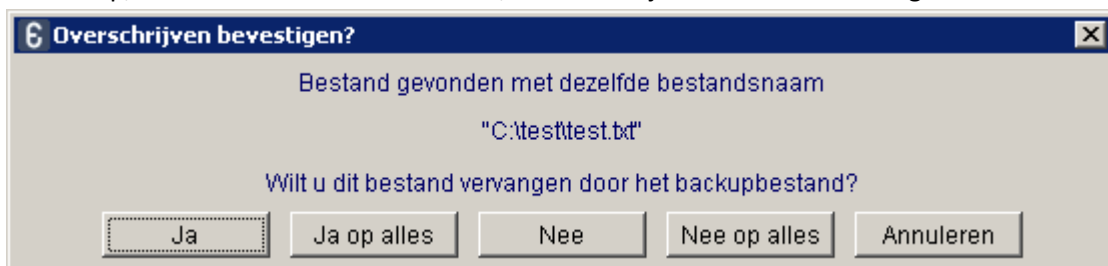 Overschrijven bevestigen?
Bestand gevonden met dezelfde bestandsnaam
"C:\test\test.txt"
Wilt u dit bestand vervangen door het backupbestand?
Ja Ja op alles Nee Nee op alles Annuleren